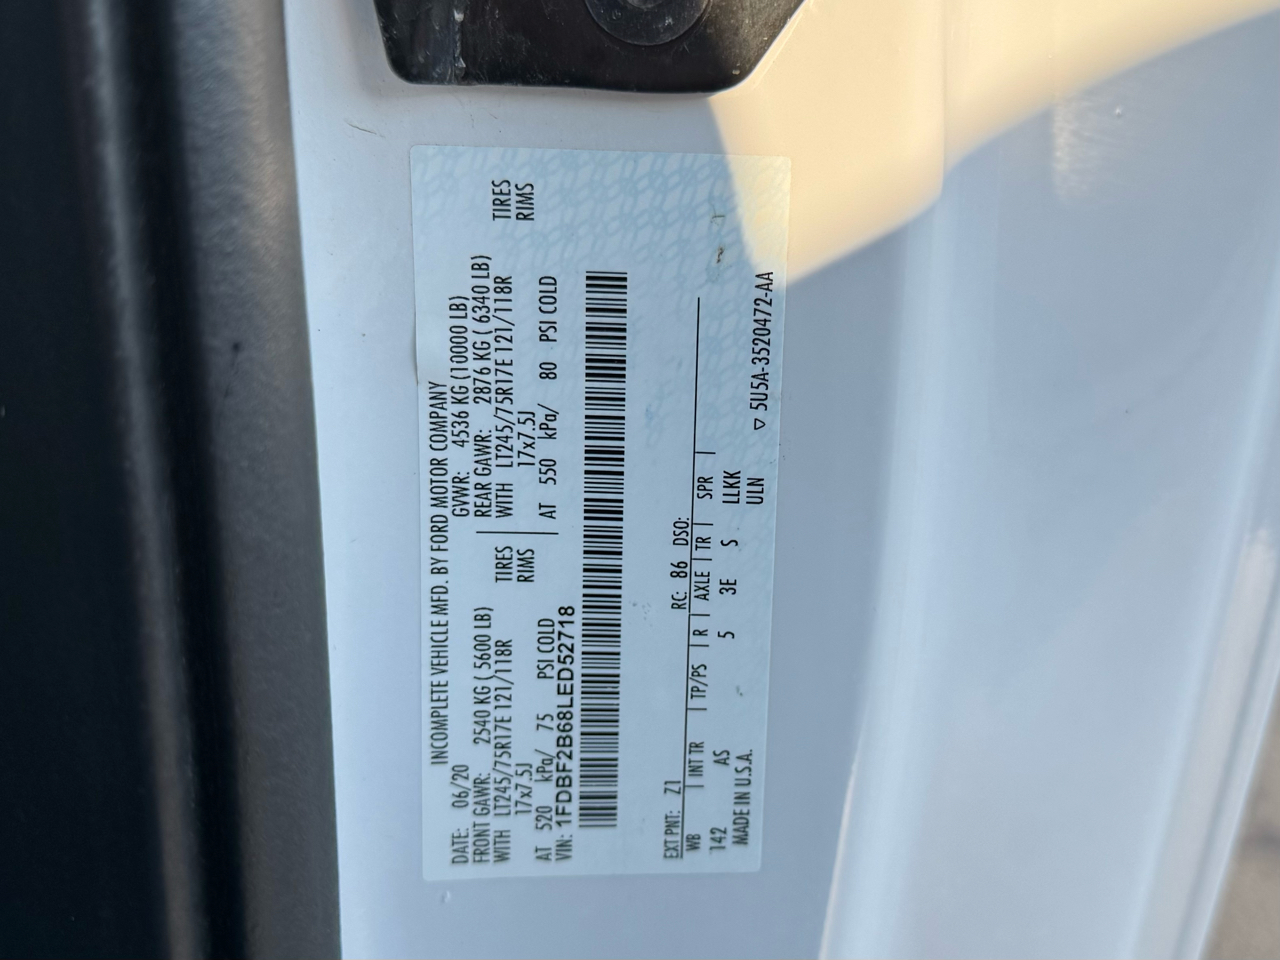 INCOMPLETE VEHICLE MFD. BY FORD MOTOR COMPANY
DATE: 06/20 GVWR: 4536 KG (10000 LB)
FRONT GAWR: 2540 KG ( 5600 LB) REAR GAWR: 2876 KG ( 6340 LB)
WITH LT245/75R17E 121/118R TIRES WITH LT245/75R17E 121/118R TIRES
17x7.5J RIMS 17x7.5J RIMS
AT 520 kPa/ 75 PSI COLD AT 550 kPa/ 80 PSI COLD
VIN: 1FDBF2B68LED52718
EXT PNT: Z1 RC: 86 DSO:
WB | INT TR | TP/PS | R | AXLE | TR | SPR |
142 AS 5 3E S LLKK
MADE IN U.S.A. ULN
▽ 5U5A-3520472-AA